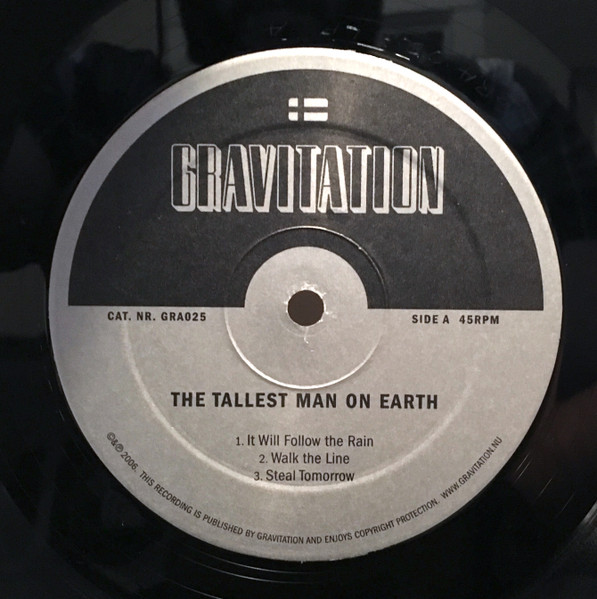 GRAVITATION
CAT. NR. GRA025
SIDE A 45RPM
THE TALLEST MAN ON EARTH
1. It Will Follow the Rain
2. Walk the Line
3. Steal Tomorrow
©&℗ 2006. THIS RECORDING IS PUBLISHED BY GRAVITATION AND ENJOYS COPYRIGHT PROTECTION. WWW.GRAVITATION.NU